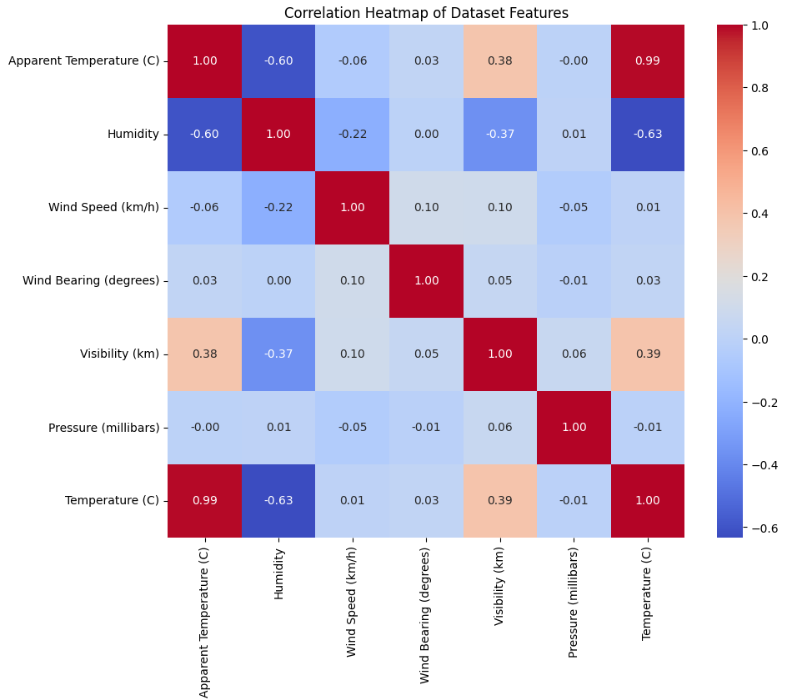 Correlation Heatmap of Dataset Features
Apparent Temperature (C) 1.00 -0.60 -0.06 0.03 0.38 -0.00 0.99
Humidity -0.60 1.00 -0.22 0.00 -0.37 0.01 -0.63
Wind Speed (km/h) -0.06 -0.22 1.00 0.10 0.10 -0.05 0.01
Wind Bearing (degrees) 0.03 0.00 0.10 1.00 0.05 -0.01 0.03
Visibility (km) 0.38 -0.37 0.10 0.05 1.00 0.06 0.39
Pressure (millibars) -0.00 0.01 -0.05 -0.01 0.06 1.00 -0.01
Temperature (C) 0.99 -0.63 0.01 0.03 0.39 -0.01 1.00
Apparent Temperature (C)
Humidity
Wind Speed (km/h)
Wind Bearing (degrees)
Visibility (km)
Pressure (millibars)
Temperature (C)
1.0
0.8
0.6
0.4
0.2
0.0
−0.2
−0.4
−0.6